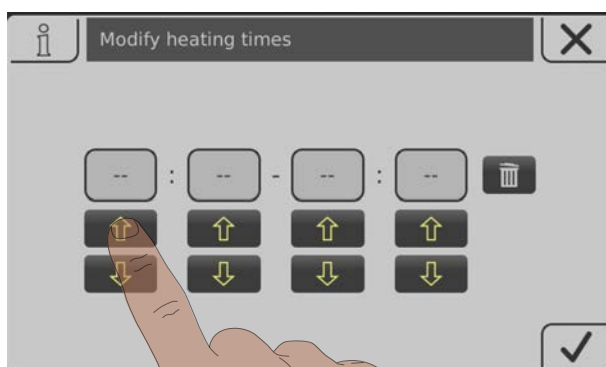 Modify heating times
-- : -- - -- : --